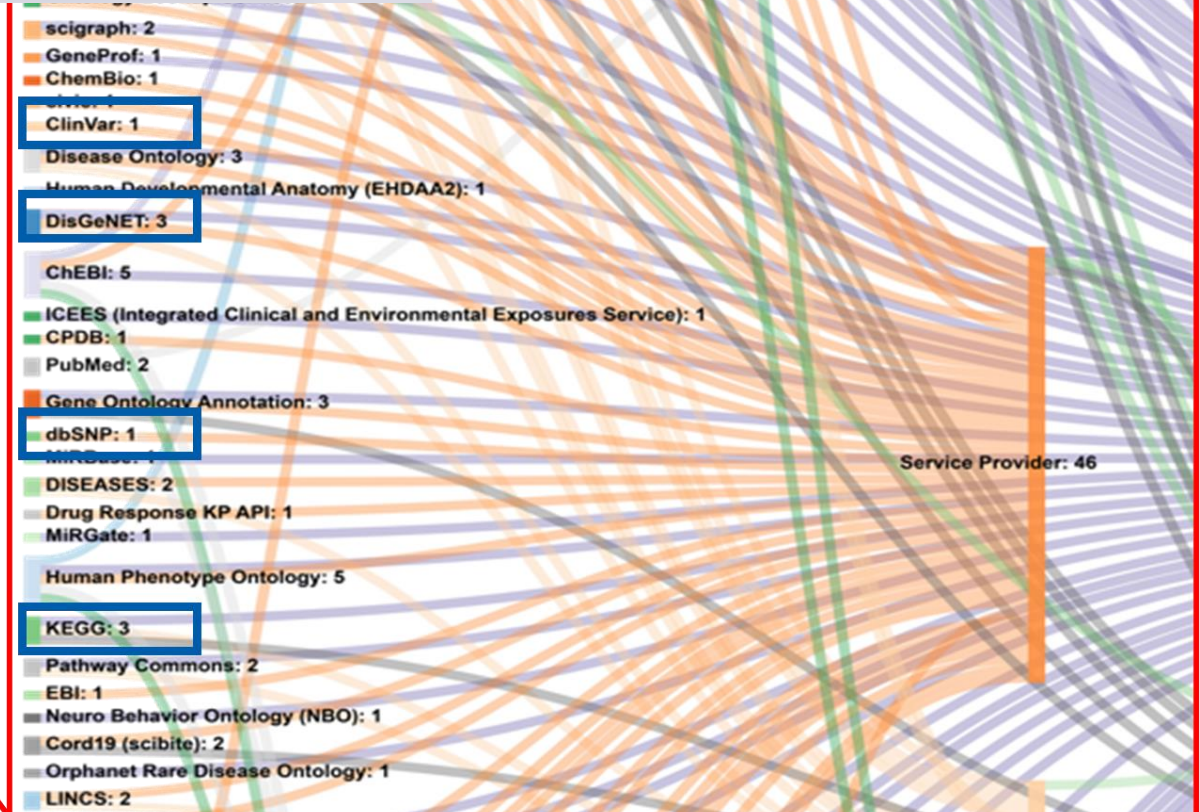 scigraph: 2
GeneProf: 1
ChemBio: 1
ClinVar: 1
Disease Ontology: 3
Human Developmental Anatomy (EHDAA2): 1
DisGeNET: 3
ChEBI: 5
ICEES (Integrated Clinical and Environmental Exposures Service): 1
CPDB: 1
PubMed: 2
Gene Ontology Annotation: 3
dbSNP: 1
MiRBase: 1
Service Provider: 46
DISEASES: 2
Drug Response KP API: 1
MiRGate: 1
Human Phenotype Ontology: 5
KEGG: 3
Pathway Commons: 2
EBI: 1
Neuro Behavior Ontology (NBO): 1
Cord19 (scibite): 2
Orphanet Rare Disease Ontology: 1
LINCS: 2